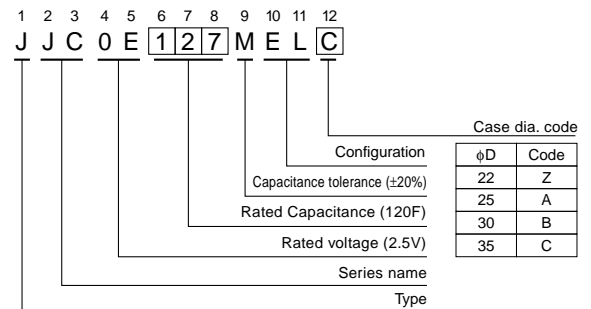 1 2 3 4 5 6 7 8 9 10 11 12
J J C 0 E 1 2 7 M E L C
Case dia. code
Configuration
Capacitance tolerance (±20%)
Rated Capacitance (120F)
Rated voltage (2.5V)
Series name
Type
ϕD Code
22 Z
25 A
30 B
35 C